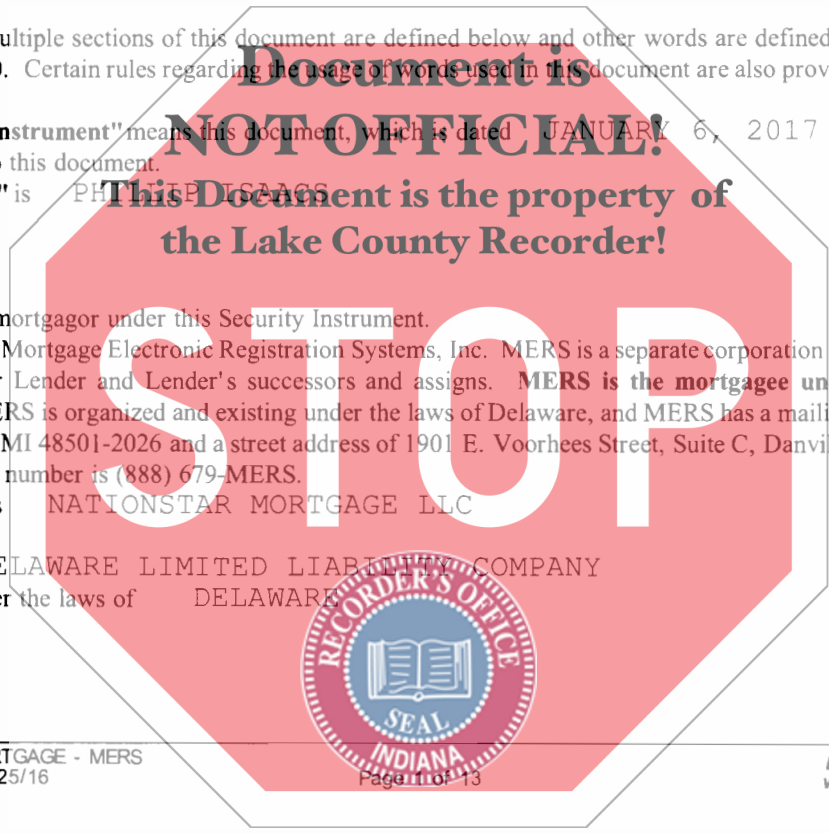 ultiple sections of this document are defined below and other words are defined
Document is
. Certain rules regarding the usage of words used in this document are also prov
nstrument" means this document, which is dated JANUARY 6, 2017
NOT OFFICIAL!
this document.
" is PHILLIP ISAACS
This Document is the property of
the Lake County Recorder!
mortgagor under this Security Instrument.
Mortgage Electronic Registration Systems, Inc. MERS is a separate corporation
Lender and Lender's successors and assigns. MERS is the mortgagee un
ERS is organized and existing under the laws of Delaware, and MERS has a maili
MI 48501-2026 and a street address of 1901 E. Voorhees Street, Suite C, Danvi
number is (888) 679-MERS.
STOP
NATIONSTAR MORTGAGE LLC
ELAWARE LIMITED LIABILITY COMPANY
er the laws of DELAWARE
RECORDER'S OFFICE
SEAL
INDIANA
TGAGE - MERS
25/16
Page 1 of 13